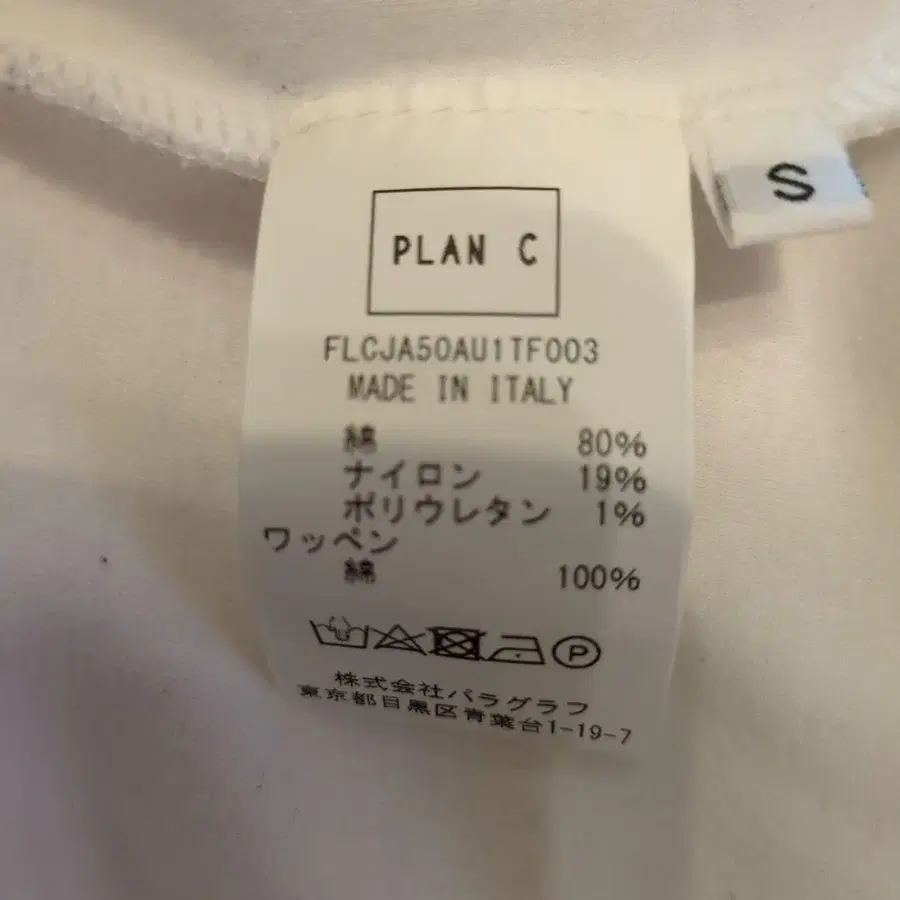 PLAN C
S
FLCJA50AU1TF003
MADE IN ITALY
綿 80%
ナイロン 19%
ポリウレタン 1%
ワッペン
綿 100%
P
株式会社パラグラフ
東京都目黒区青葉台1-19-7